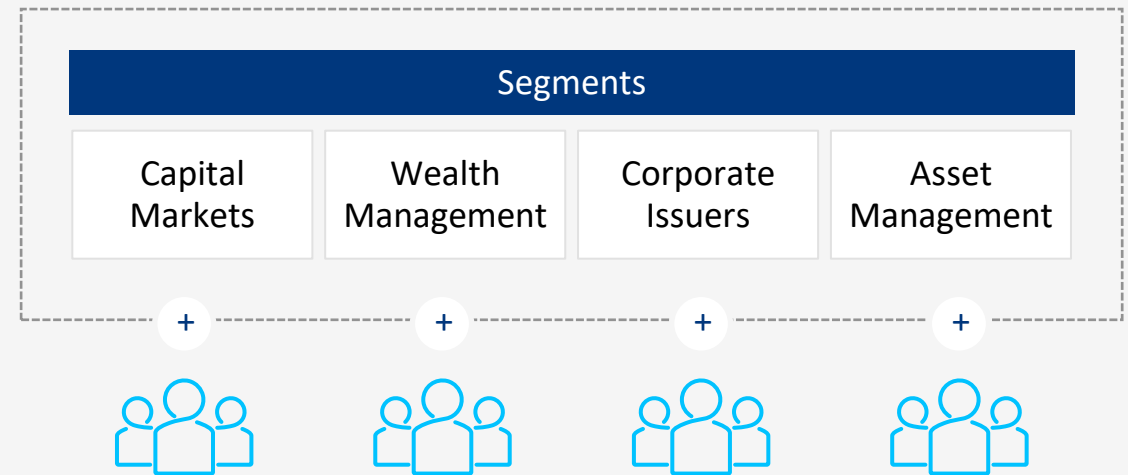 Segments
Capital
Markets
Wealth
Management
Corporate
Issuers
Asset
Management
+
+
+
+